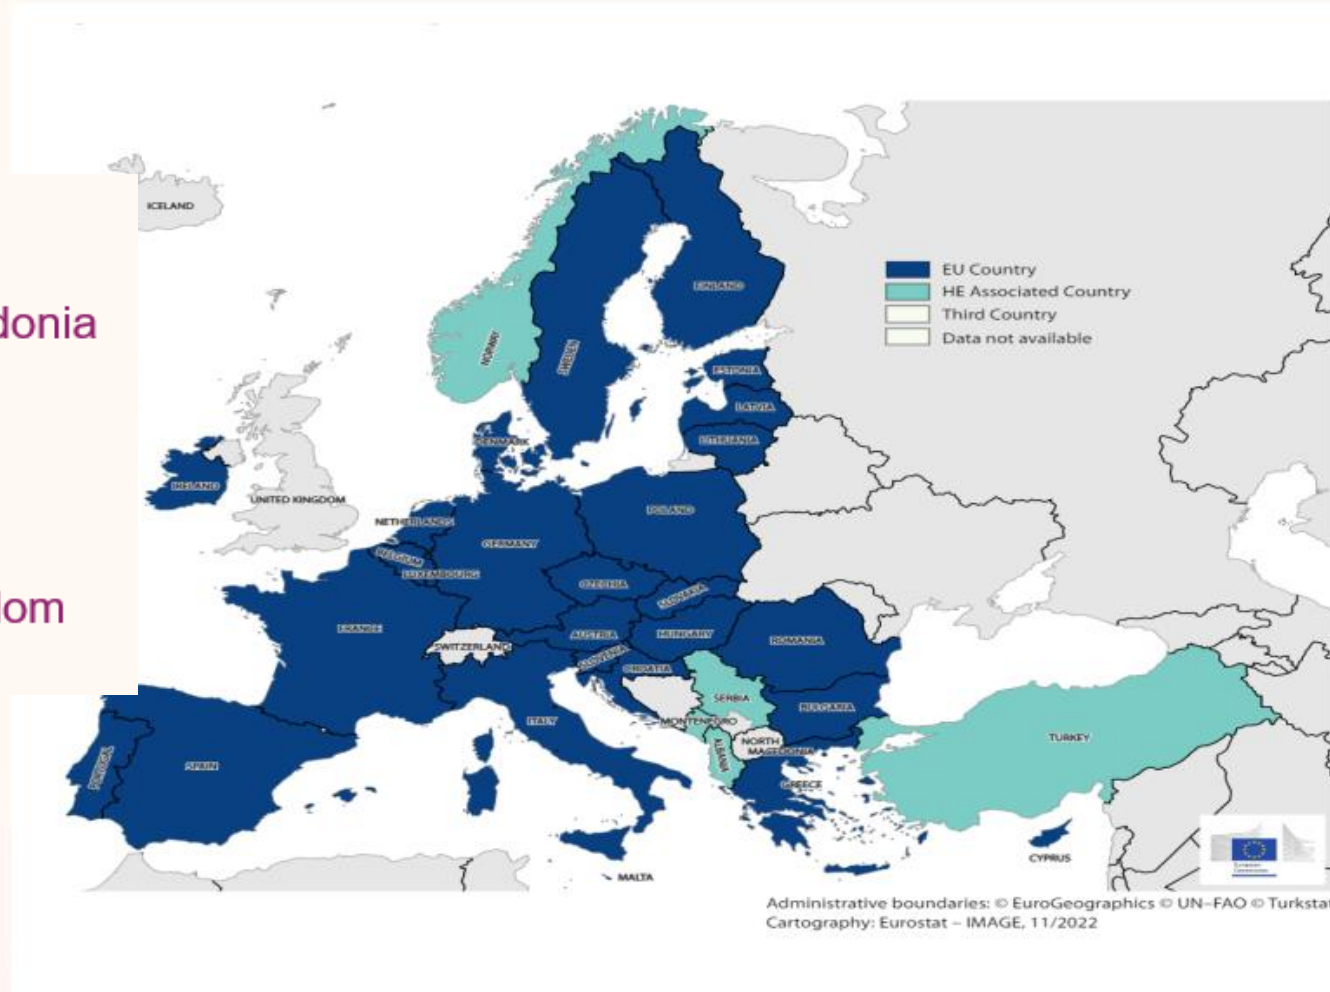 ICELAND
donia
EU Country
HE Associated Country
Third Country
Data not available
FINLAND
NORWAY
SWEDEN
ESTONIA
LATVIA
LITHUANIA
DENMARK
IRELAND
UNITED KINGDOM
NETHERLANDS
POLAND
GERMANY
BELGIUM
LUXEMBOURG
CZECHIA
SLOVAKIA
dom
FRANCE
AUSTRIA
HUNGARY
ROMANIA
SWITZERLAND
SLOVENIA
CROATIA
SERBIA
BULGARIA
ITALY
MONTENEGRO
NORTH
MACEDONIA
ALBANIA
TURKEY
PORTUGAL
SPAIN
GREECE
CYPRUS
MALTA
European
Commission
Administrative boundaries: © EuroGeographics © UN–FAO © Turkstat
Cartography: Eurostat – IMAGE, 11/2022